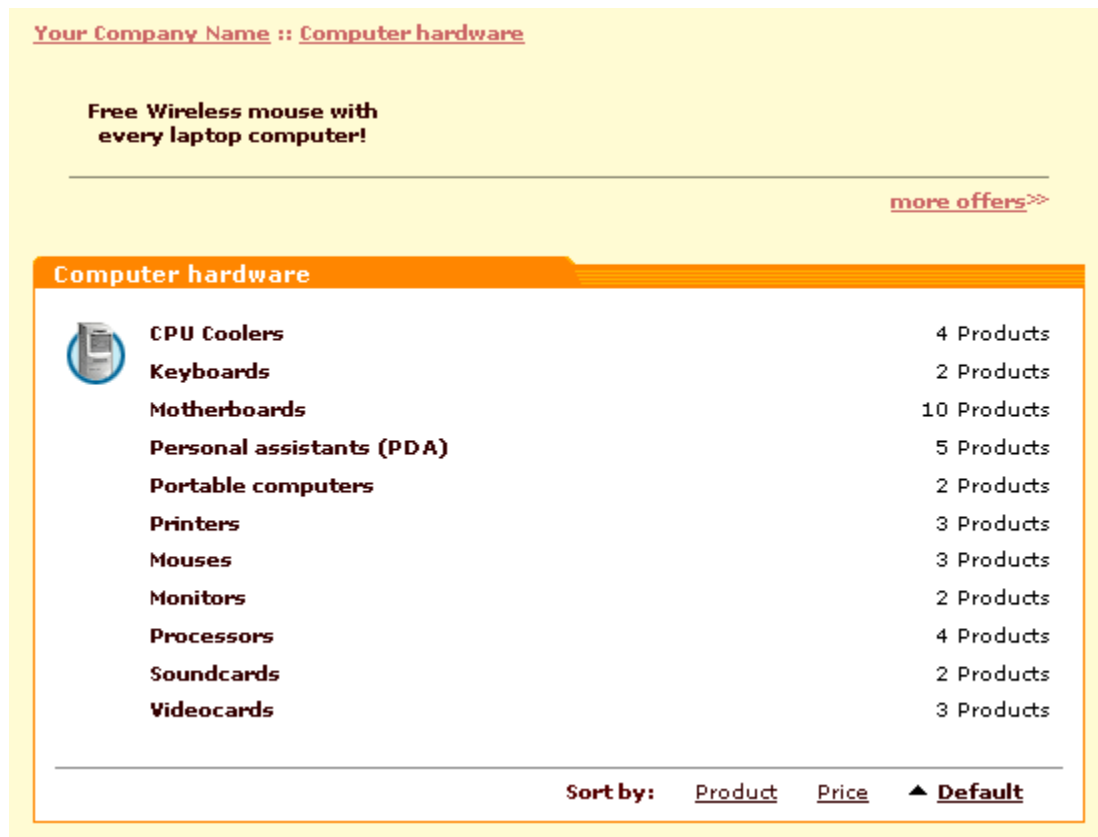 Your Company Name :: Computer hardware
Free Wireless mouse with
every laptop computer!
more offers>>
Computer hardware
CPU Coolers 4 Products
Keyboards 2 Products
Motherboards 10 Products
Personal assistants (PDA) 5 Products
Portable computers 2 Products
Printers 3 Products
Mouses 3 Products
Monitors 2 Products
Processors 4 Products
Soundcards 2 Products
Videocards 3 Products
Sort by: Product Price ▲ Default